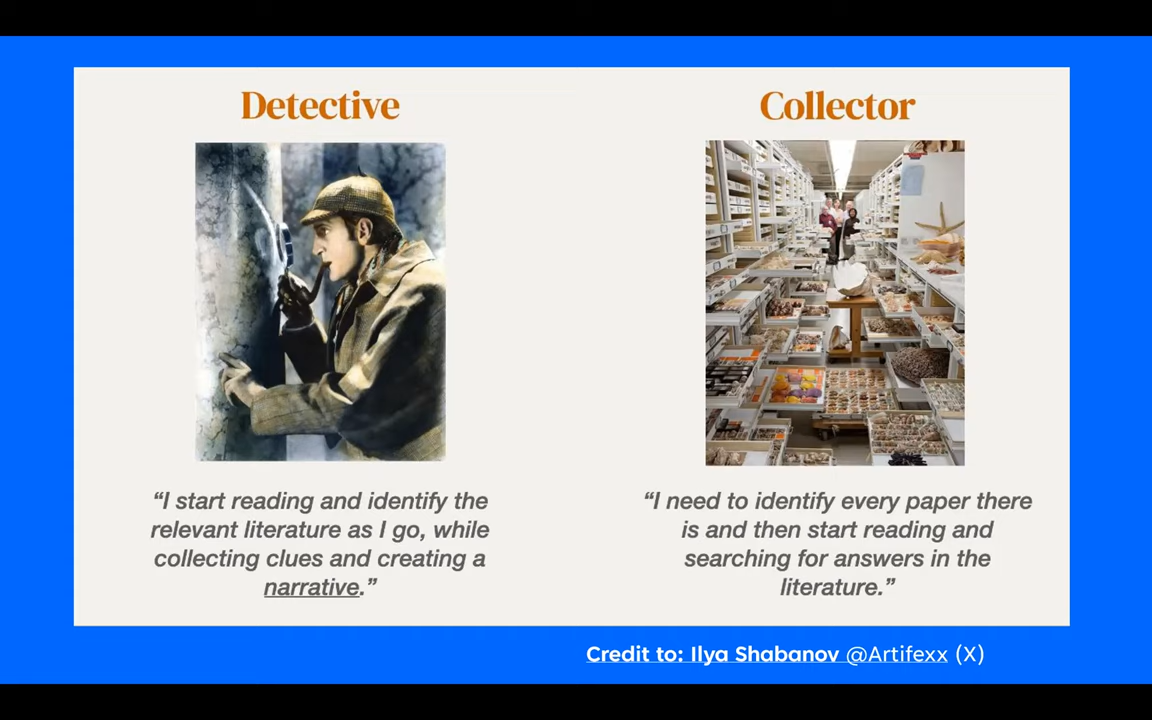 Detective
Collector
“I start reading and identify the
relevant literature as I go, while
collecting clues and creating a
narrative.”
“I need to identify every paper there
is and then start reading and
searching for answers in the
literature.”
Credit to: Ilya Shabanov @Artifexx (X)